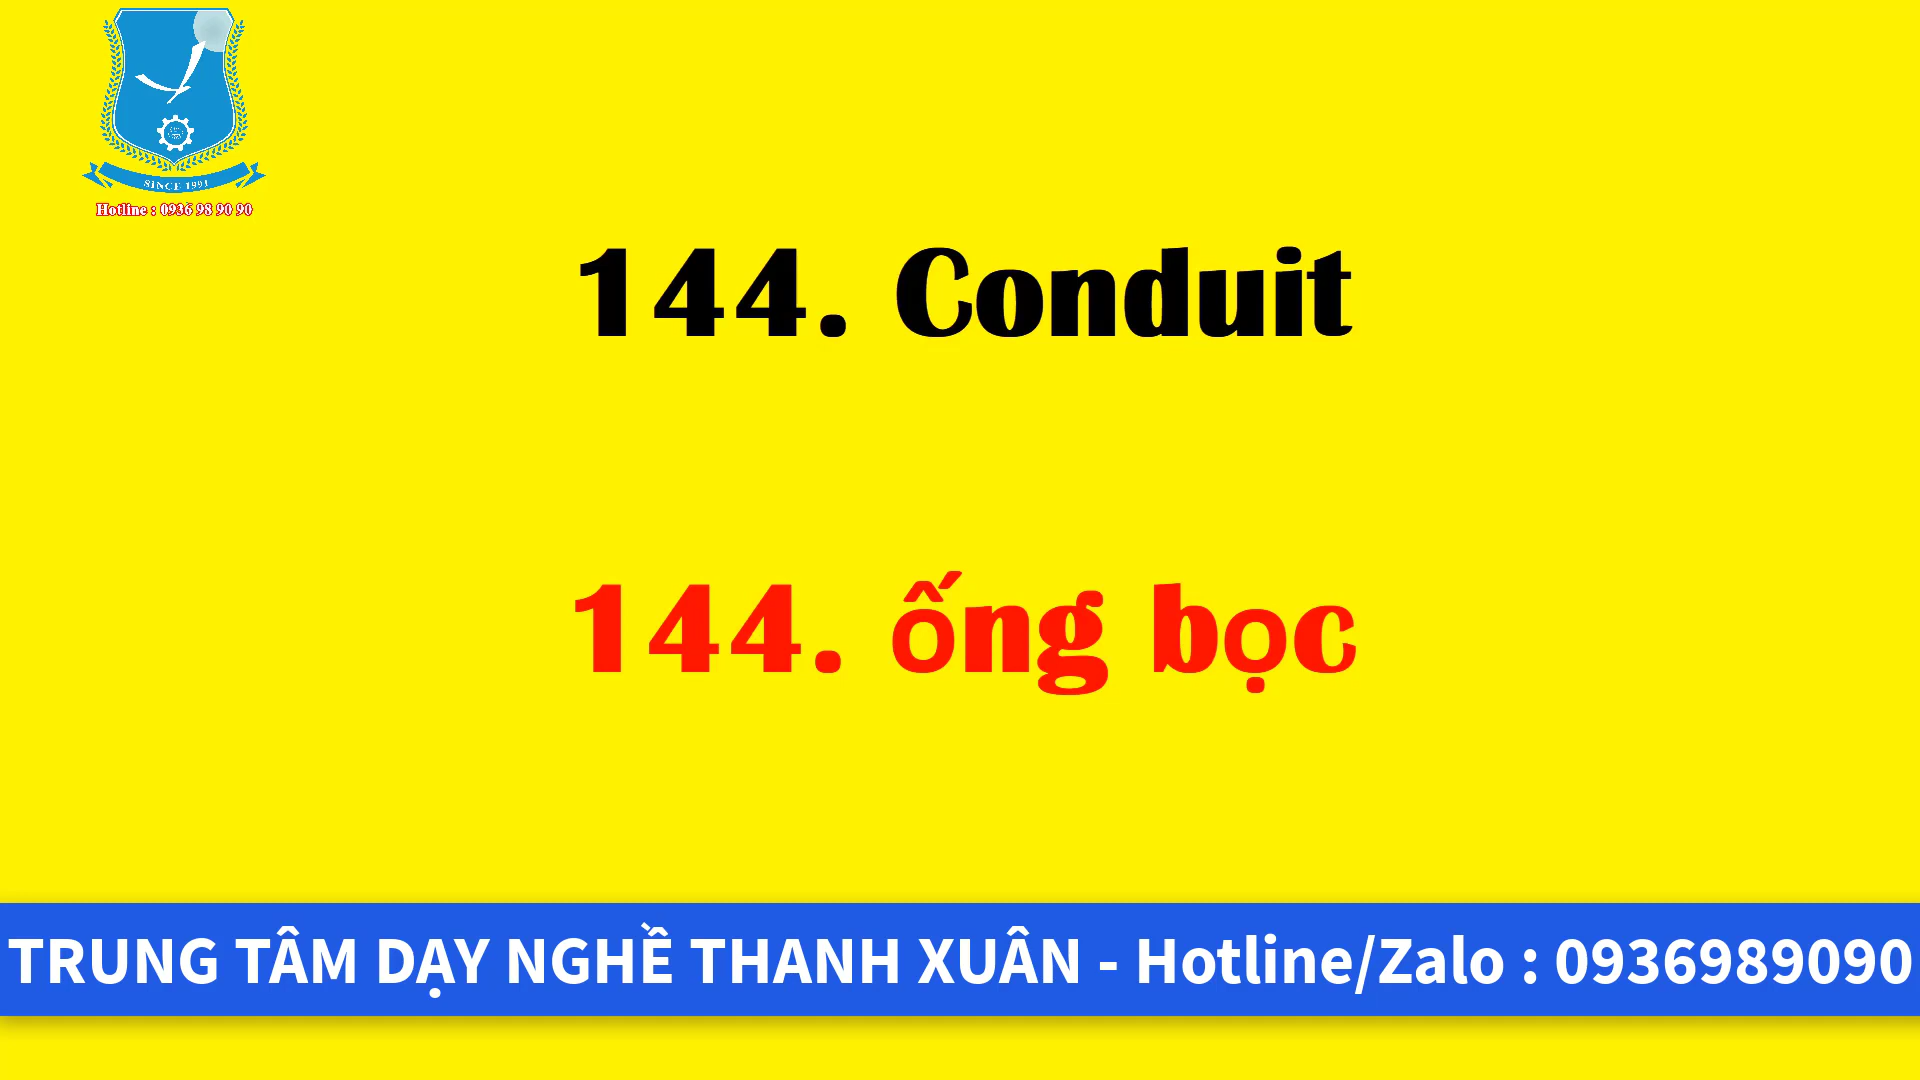 SINCE 1991
Hotline : 0936 98 90 90
144. Conduit
144. ống bọc
TRUNG TÂM DẠY NGHỀ THANH XUÂN - Hotline/Zalo : 0936989090